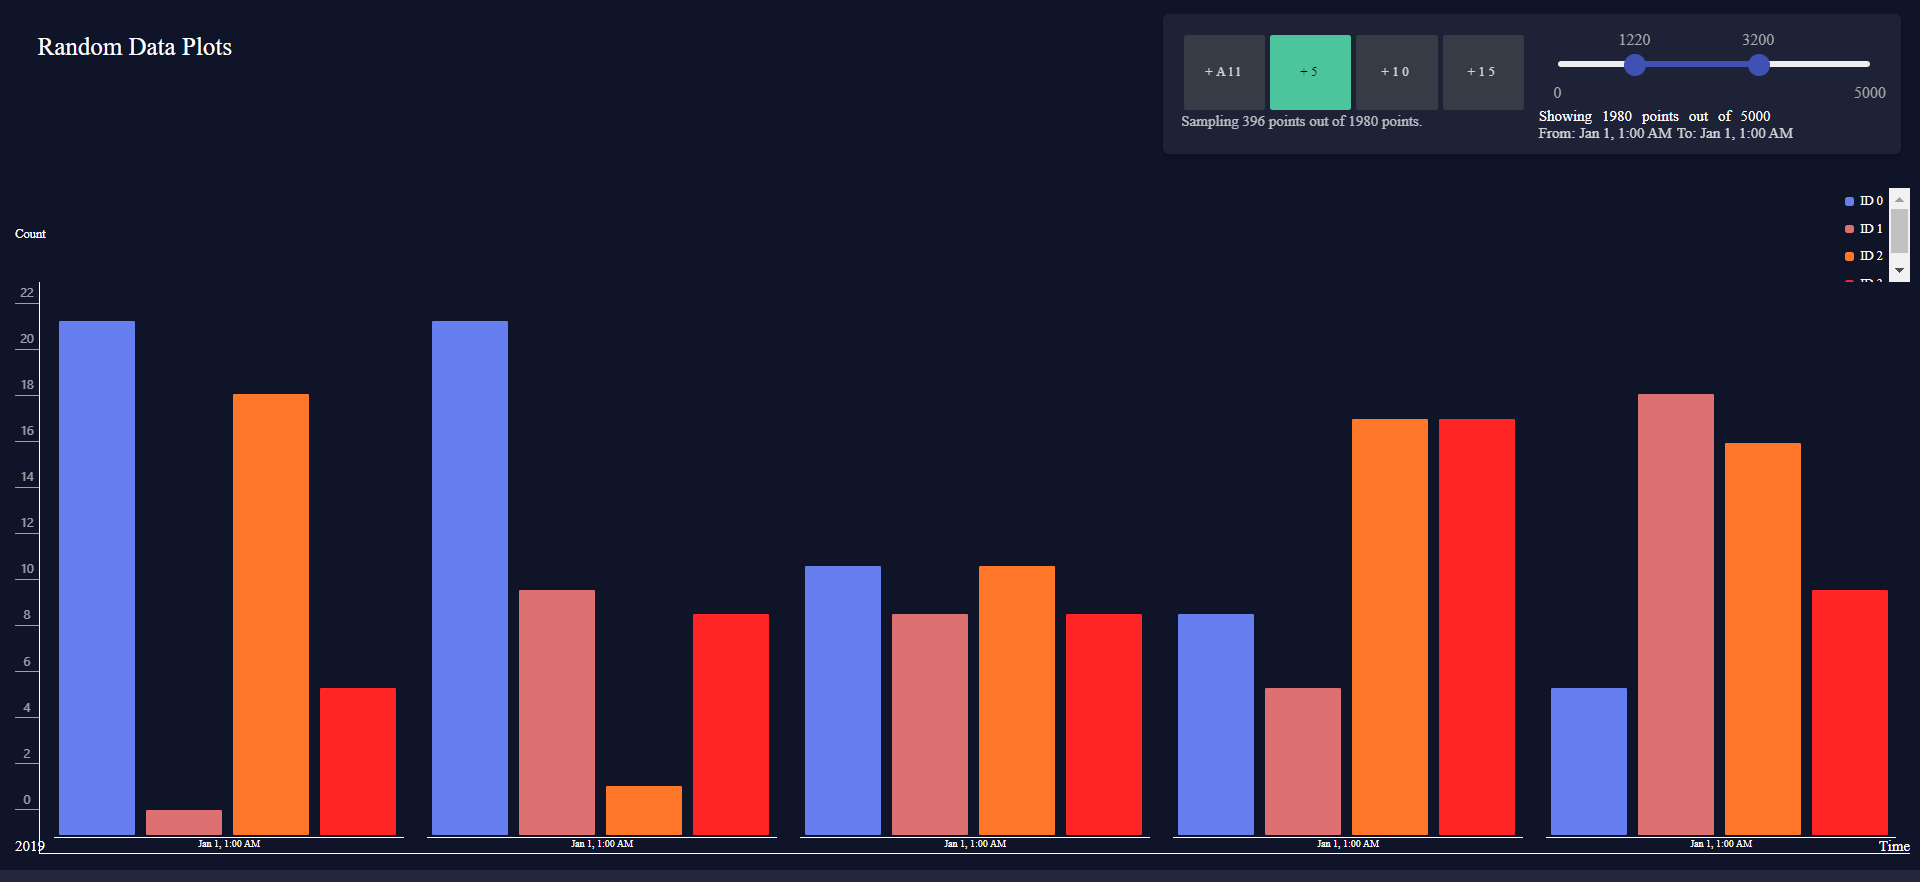 Random Data Plots
+ A l l
+ 5
+ 1 0
+ 1 5
Sampling 396 points out of 1980 points.
1220 3200
0 5000
Showing 1980 points out of 5000
From: Jan 1, 1:00 AM To: Jan 1, 1:00 AM
ID 0
ID 1
ID 2
Count
22
20
18
16
14
12
10
8
6
4
2
0
Jan 1, 1:00 AM Jan 1, 1:00 AM Jan 1, 1:00 AM Jan 1, 1:00 AM Jan 1, 1:00 AM
2019 Time